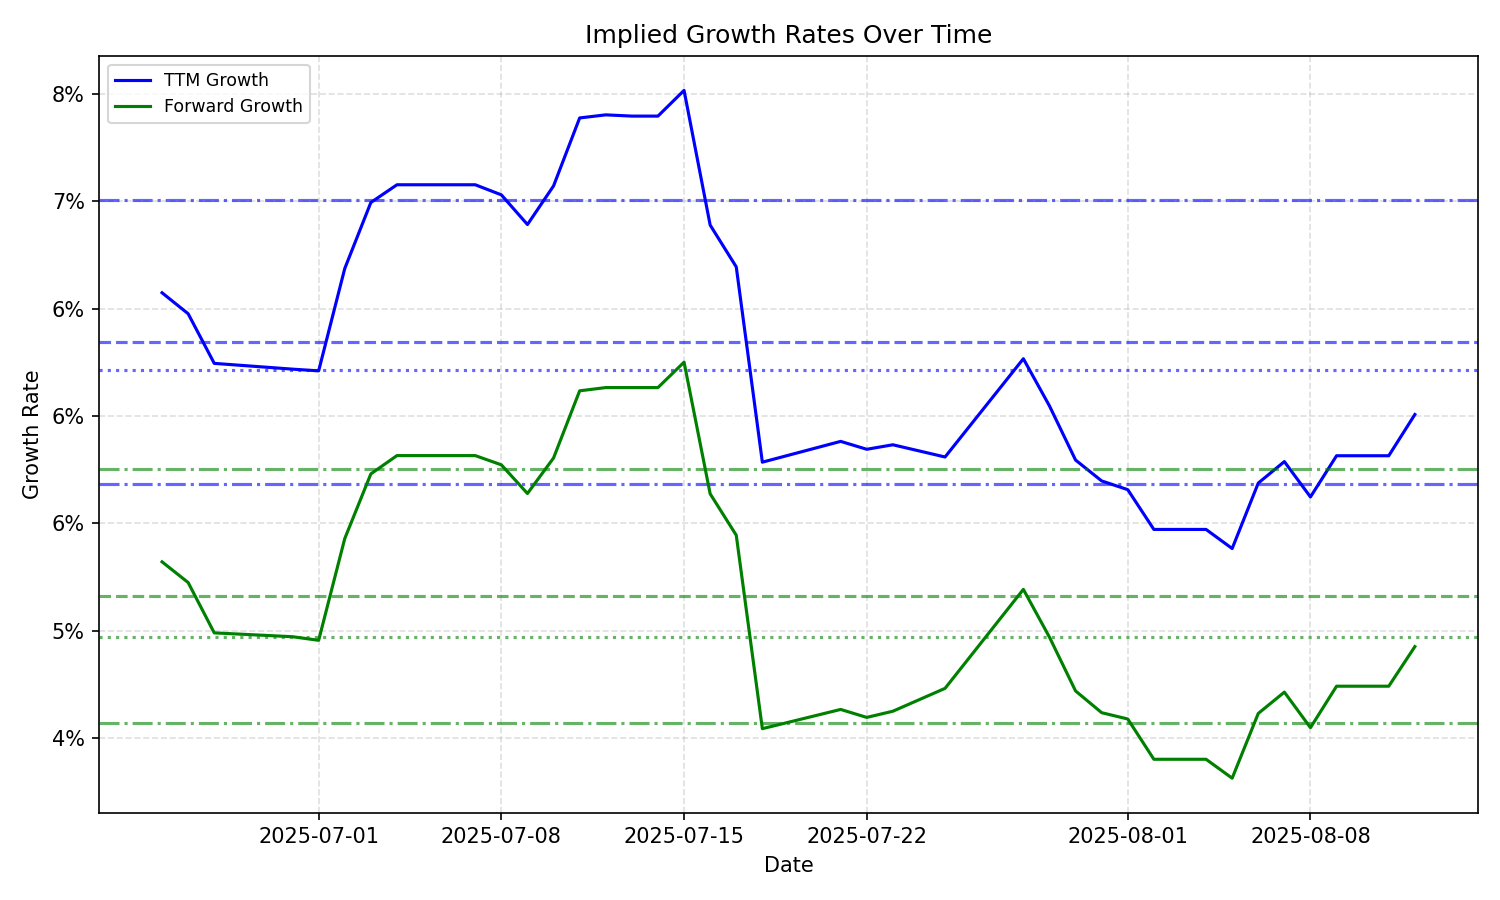 Implied Growth Rates Over Time
TTM Growth
Forward Growth
8%
7%
6%
6%
6%
5%
4%
Growth Rate
2025-07-01
2025-07-08
2025-07-15
2025-07-22
2025-08-01
2025-08-08
Date